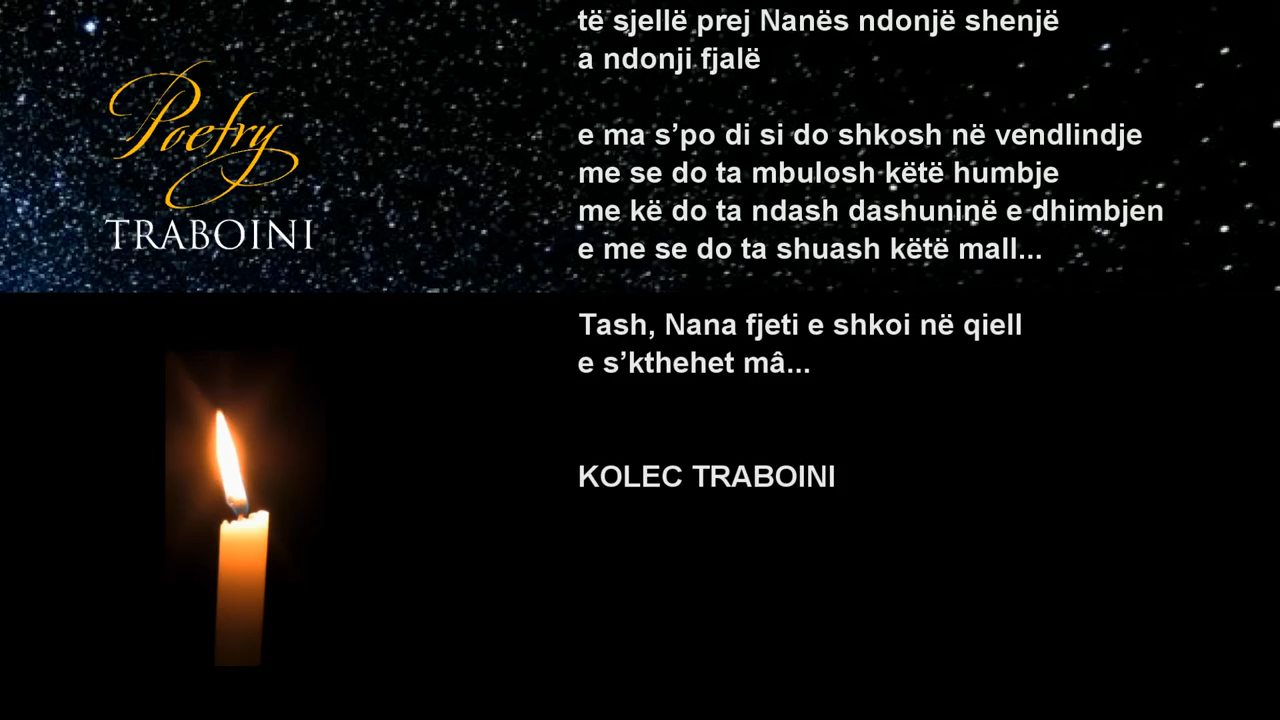 Poetry
TRABOINI
të sjellë prej Nanës ndonjë shenjë
a ndonji fjalë
e ma s’po di si do shkosh në vendlindje
me se do ta mbulosh këtë humbje
me kë do ta ndash dashuninë e dhimbjen
e me se do ta shuash këtë mall...
Tash, Nana fjeti e shkoi në qiell
e s’kthehet mâ...
KOLEC TRABOINI